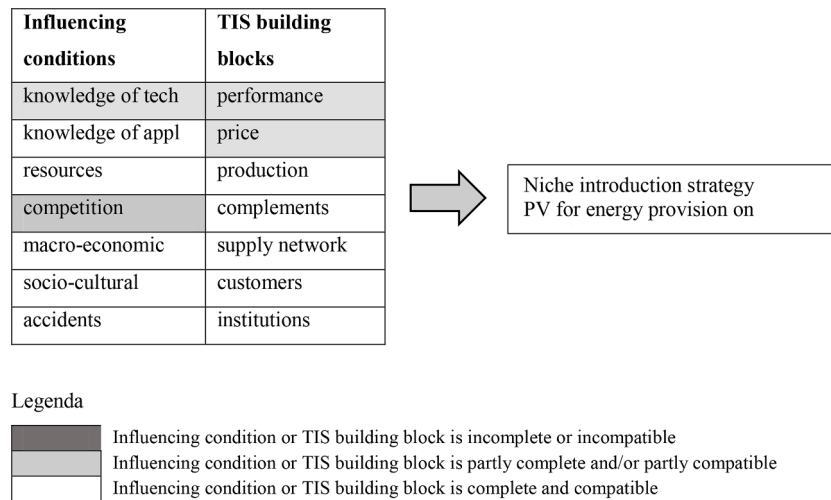 Influencing conditions TIS building blocks
knowledge of tech performance
knowledge of appl price
resources production
competition complements
macro-economic supply network
socio-cultural customers
accidents institutions
Niche introduction strategy
PV for energy provision on
Legenda
Influencing condition or TIS building block is incomplete or incompatible
Influencing condition or TIS building block is partly complete and/or partly compatible
Influencing condition or TIS building block is complete and compatible